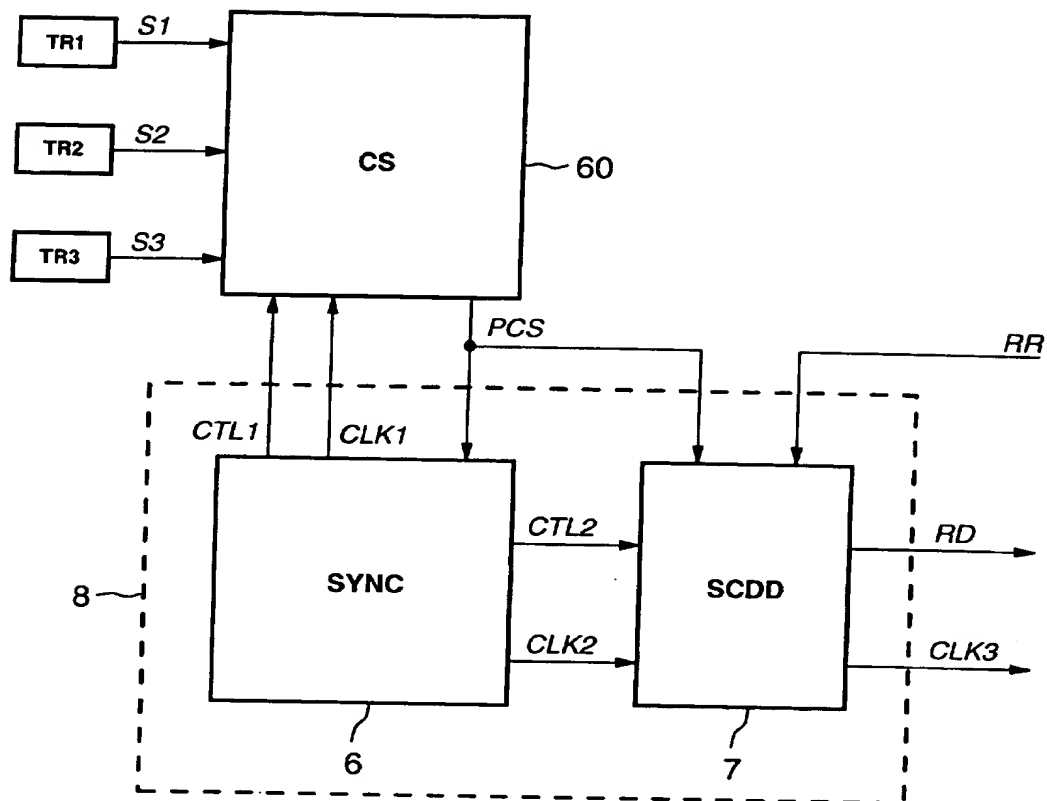 TR1
S1
TR2
S2
CS
60
TR3
S3
PCS
RR
CTL1
CLK1
CTL2
RD
SYNC
SCDD
8
CLK2
CLK3
6
7